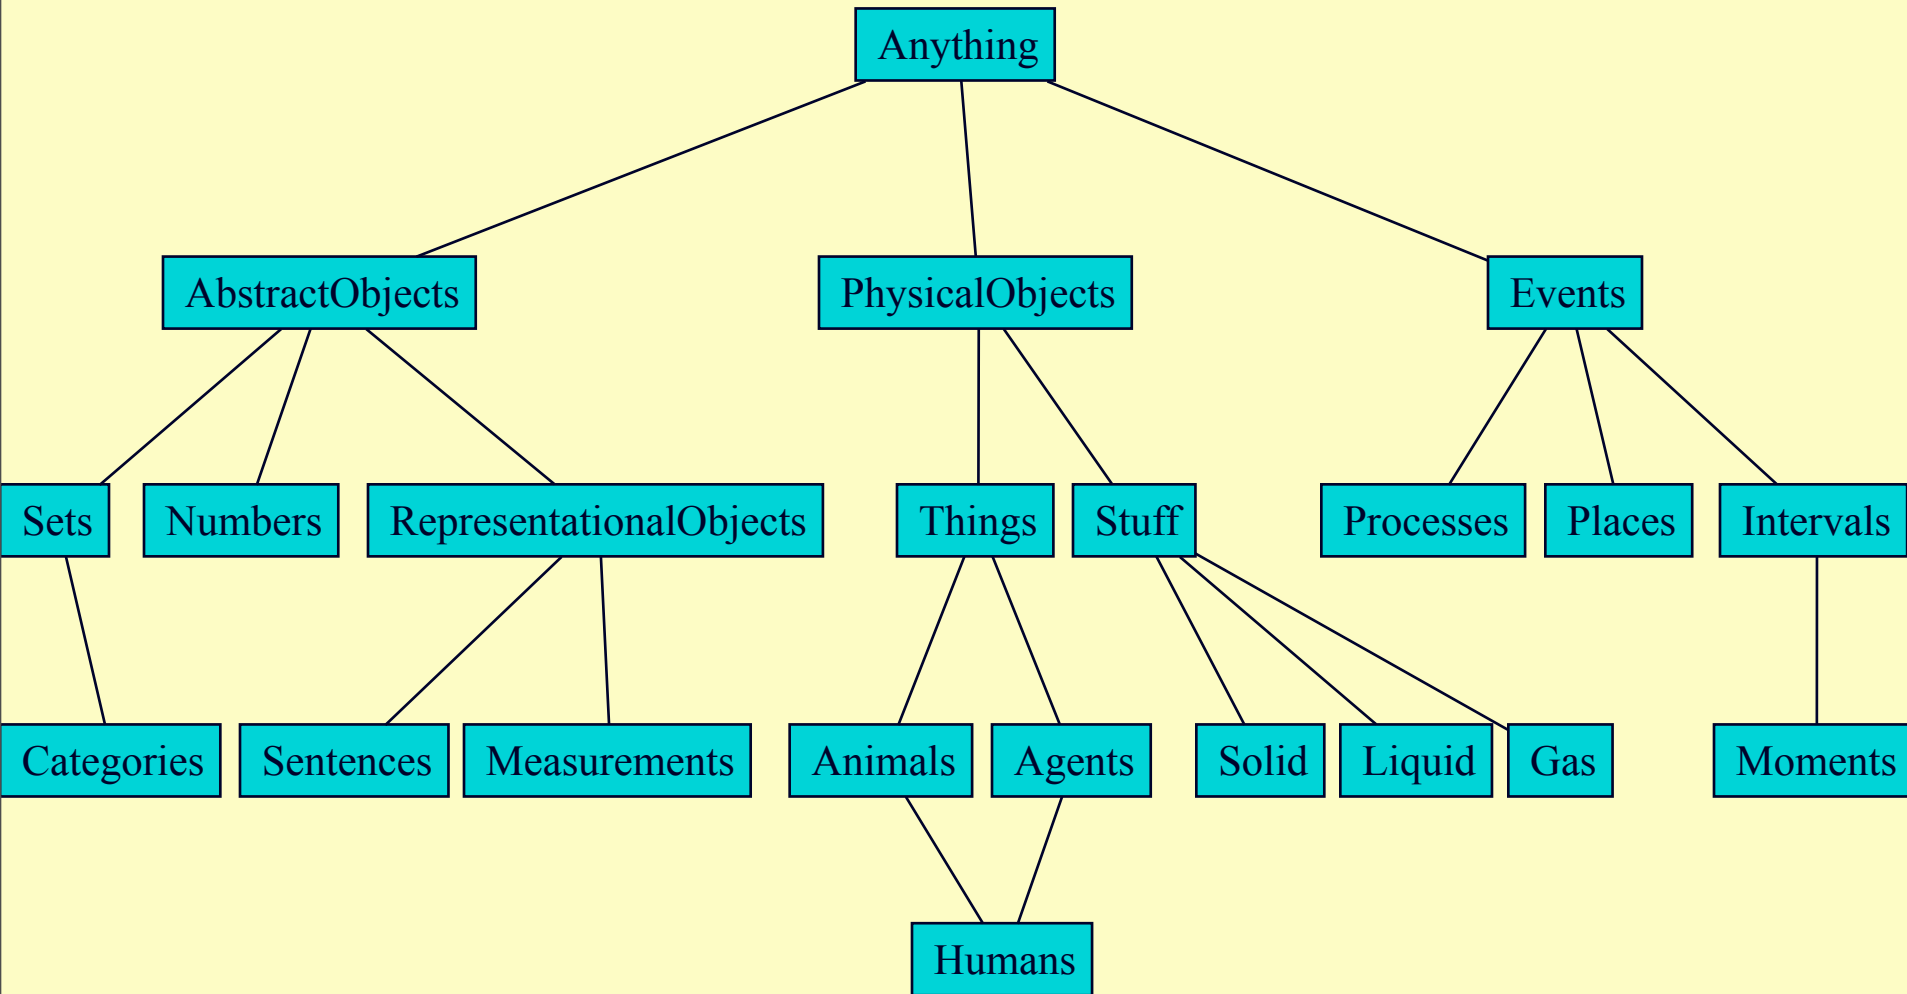 Anything
AbstractObjects
PhysicalObjects
Events
Sets
Numbers
RepresentationalObjects
Things
Stuff
Processes
Places
Intervals
Categories
Sentences
Measurements
Animals
Agents
Solid
Liquid
Gas
Moments
Humans